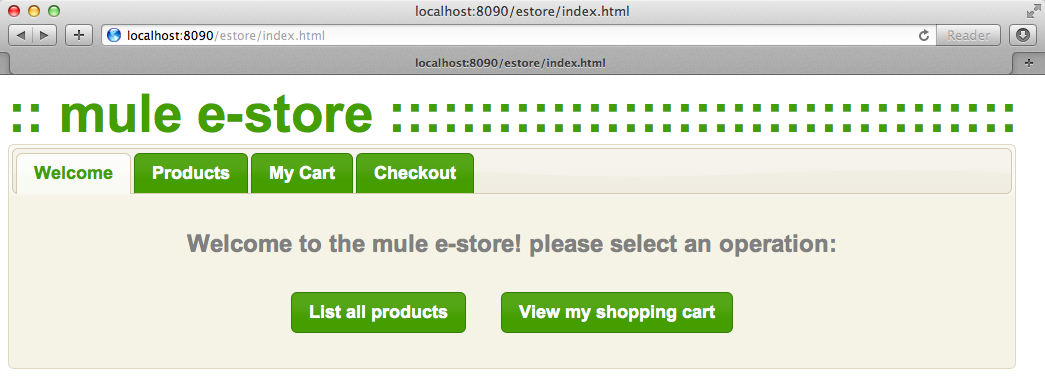 localhost:8090/estore/index.html
localhost:8090/estore/index.html Reader
localhost:8090/estore/index.html
:: mule e-store :::::::::::::::::::::::::::::::::::
Welcome Products My Cart Checkout
Welcome to the mule e-store! please select an operation:
List all products View my shopping cart